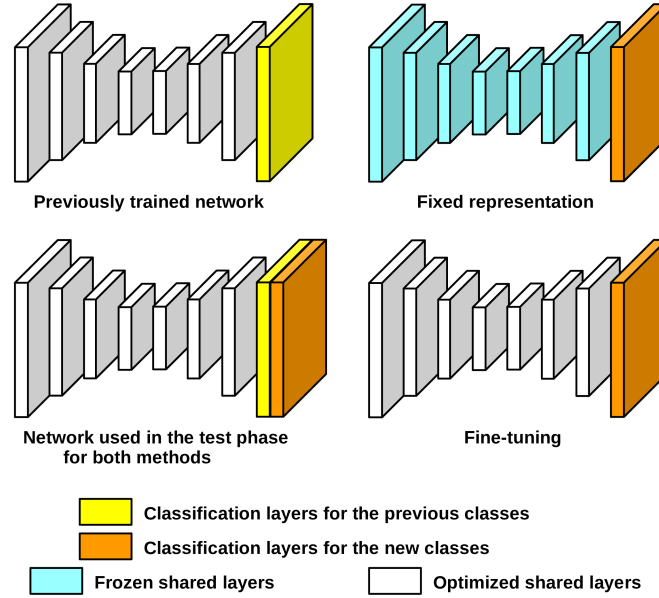 Previously trained network
Fixed representation
Network used in the test phase
for both methods
Fine-tuning
Classification layers for the previous classes
Classification layers for the new classes
Frozen shared layers
Optimized shared layers